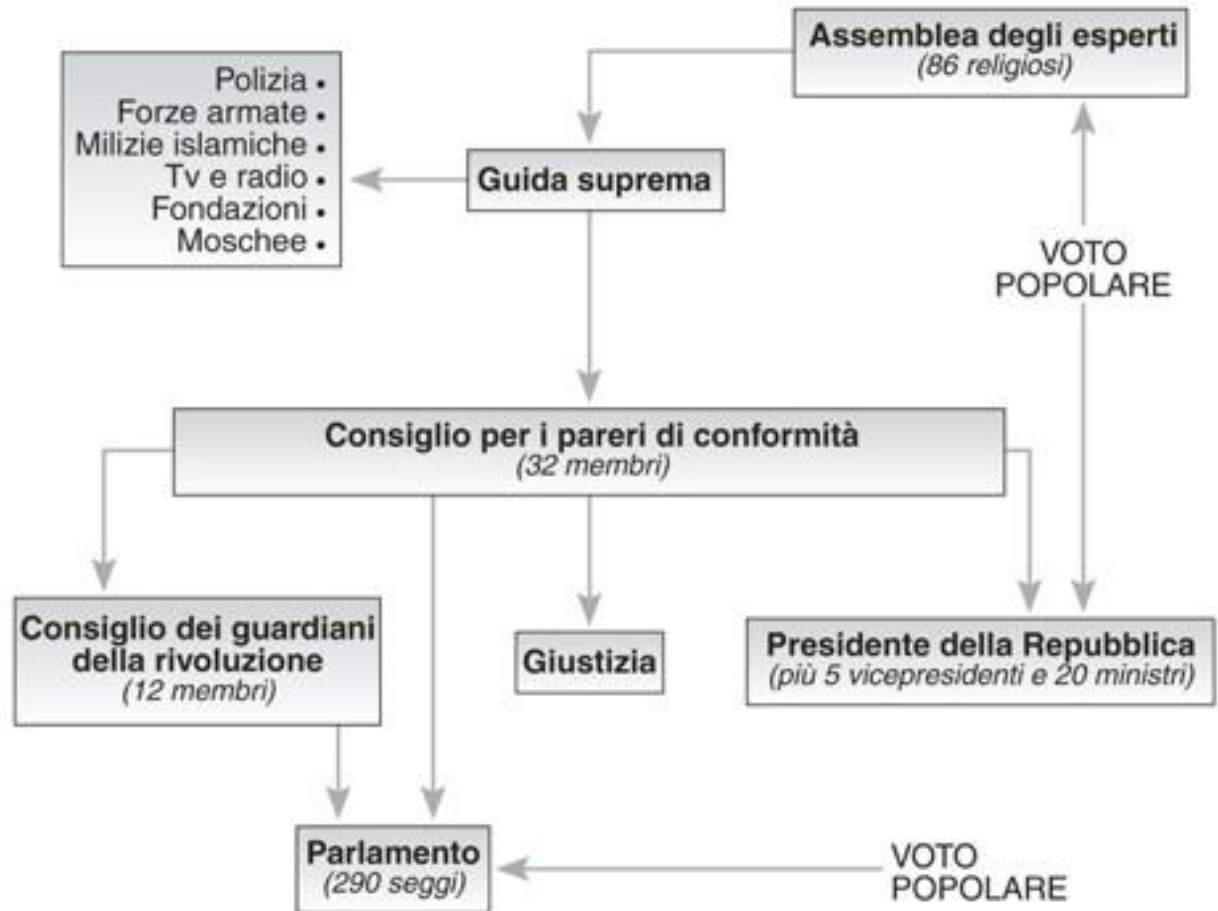 Assemblea degli esperti
(86 religiosi)
Polizia •
Forze armate •
Milizie islamiche •
Tv e radio •
Fondazioni •
Moschee •
Guida suprema
VOTO
POPOLARE
Consiglio per i pareri di conformità
(32 membri)
Consiglio dei guardiani
della rivoluzione
(12 membri)
Giustizia
Presidente della Repubblica
(più 5 vicepresidenti e 20 ministri)
Parlamento
(290 seggi)
VOTO
POPOLARE